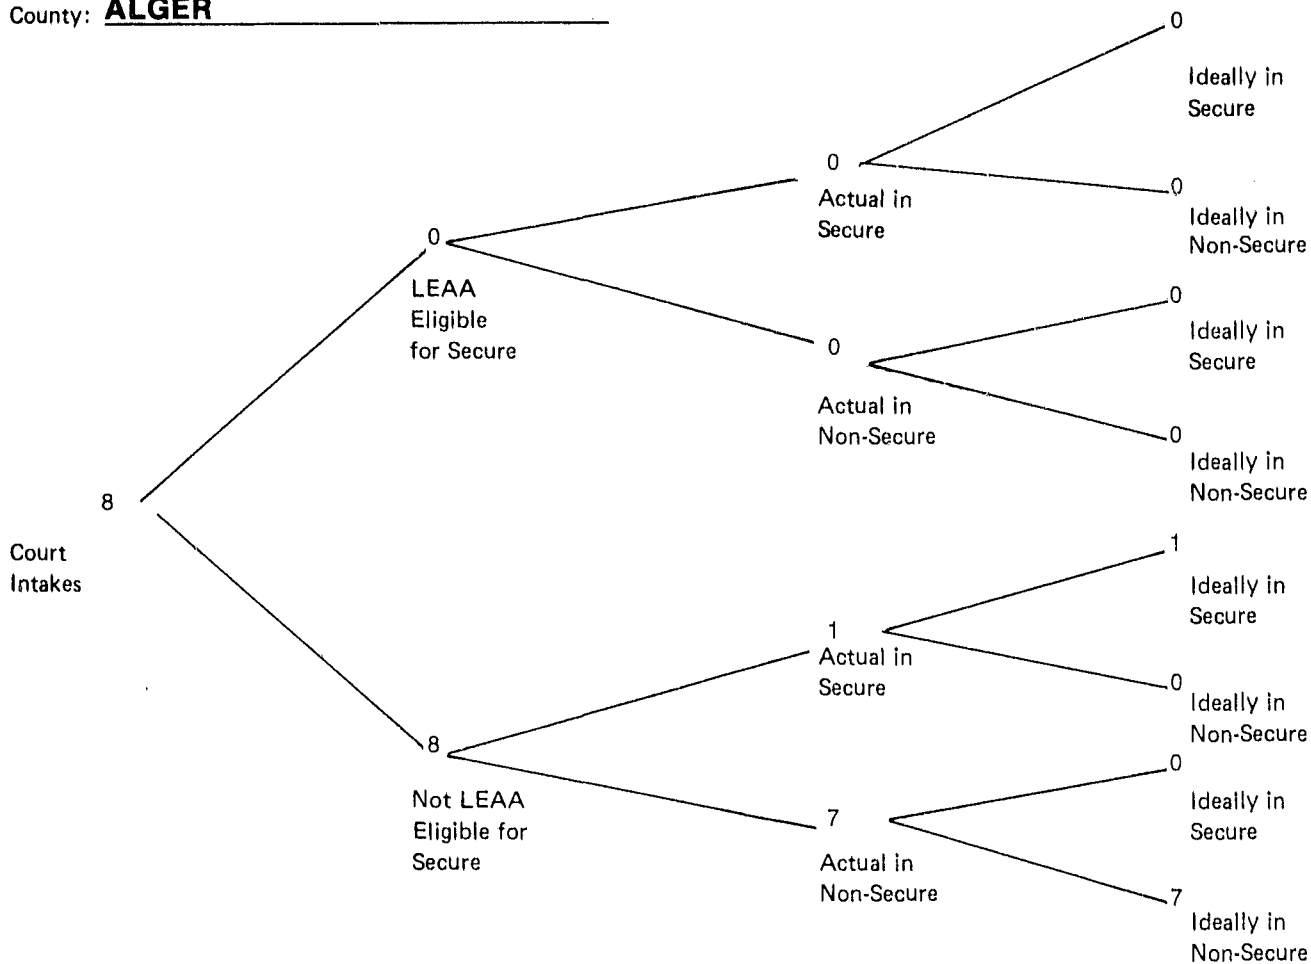 County: ALGER
0
Ideally in
Secure
0
Actual in
Secure
0
Ideally in
Non-Secure
0
LEAA
Eligible
for Secure
0
Ideally in
Secure
0
Actual in
Non-Secure
0
Ideally in
Non-Secure
8
Court
Intakes
1
Ideally in
Secure
1
Actual in
Secure
0
Ideally in
Non-Secure
8
Not LEAA
Eligible for
Secure
0
Ideally in
Secure
7
Actual in
Non-Secure
7
Ideally in
Non-Secure